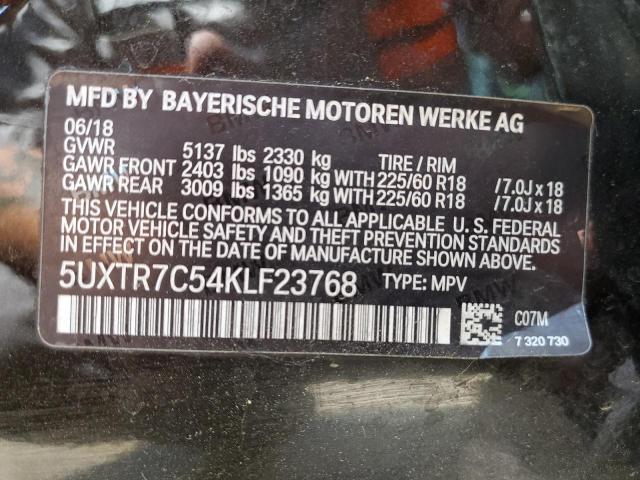 MFD BY BAYERISCHE MOTOREN WERKE AG
06/18
GVWR 5137 lbs 2330 kg TIRE / RIM
GAWR FRONT 2403 lbs 1090 kg WITH 225/60 R18 / 7.0J x 18
GAWR REAR 3009 lbs 1365 kg WITH 225/60 R18 / 7.0J x 18
THIS VEHICLE CONFORMS TO ALL APPLICABLE U. S. FEDERAL
MOTOR VEHICLE SAFETY AND THEFT PREVENTION STANDARDS
IN EFFECT ON THE DATE OF MANUFACTURE SHOWN ABOVE.
5UXTR7C54KLF23768 TYPE: MPV
C07M
7 320 730